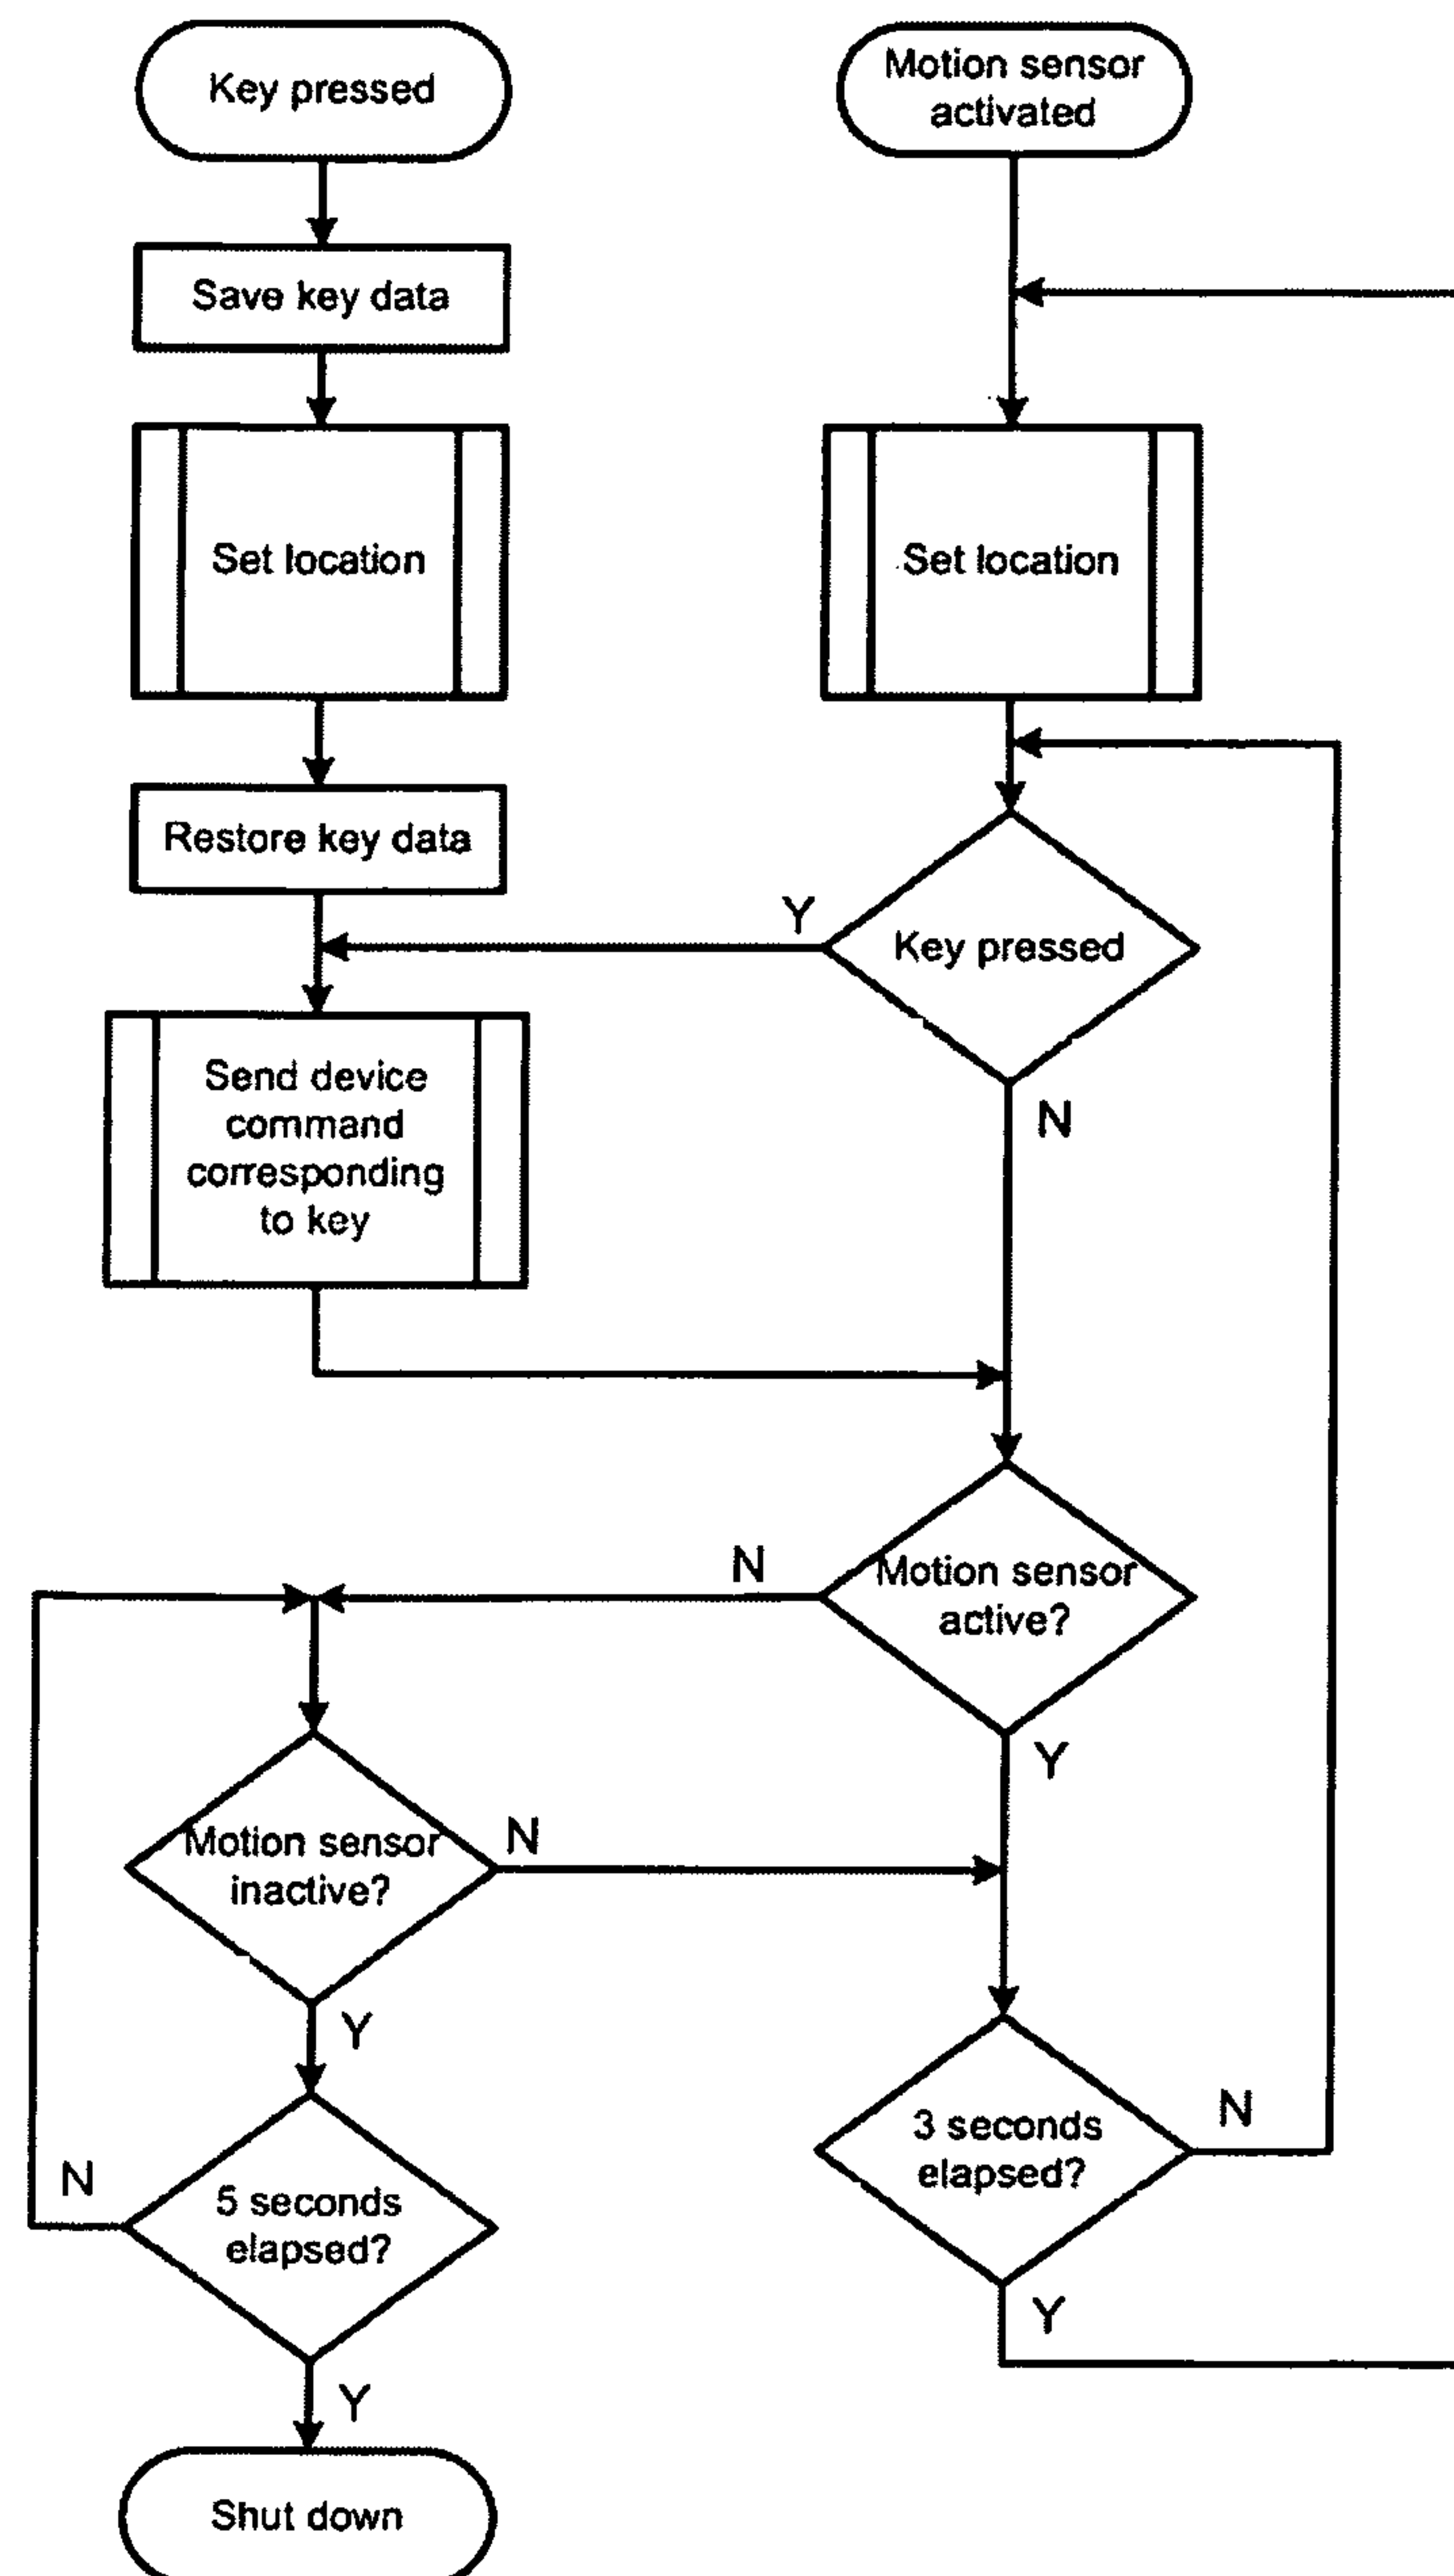 Key pressed
Save key data
Set location
Restore key data
Send device
command
corresponding
to key
Motion sensor
activated
Set location
Key pressed
Y
N
Motion sensor
active?
N
Y
Motion sensor
inactive?
N
Y
5 seconds
elapsed?
N
Y
Shut down
3 seconds
elapsed?
N
Y